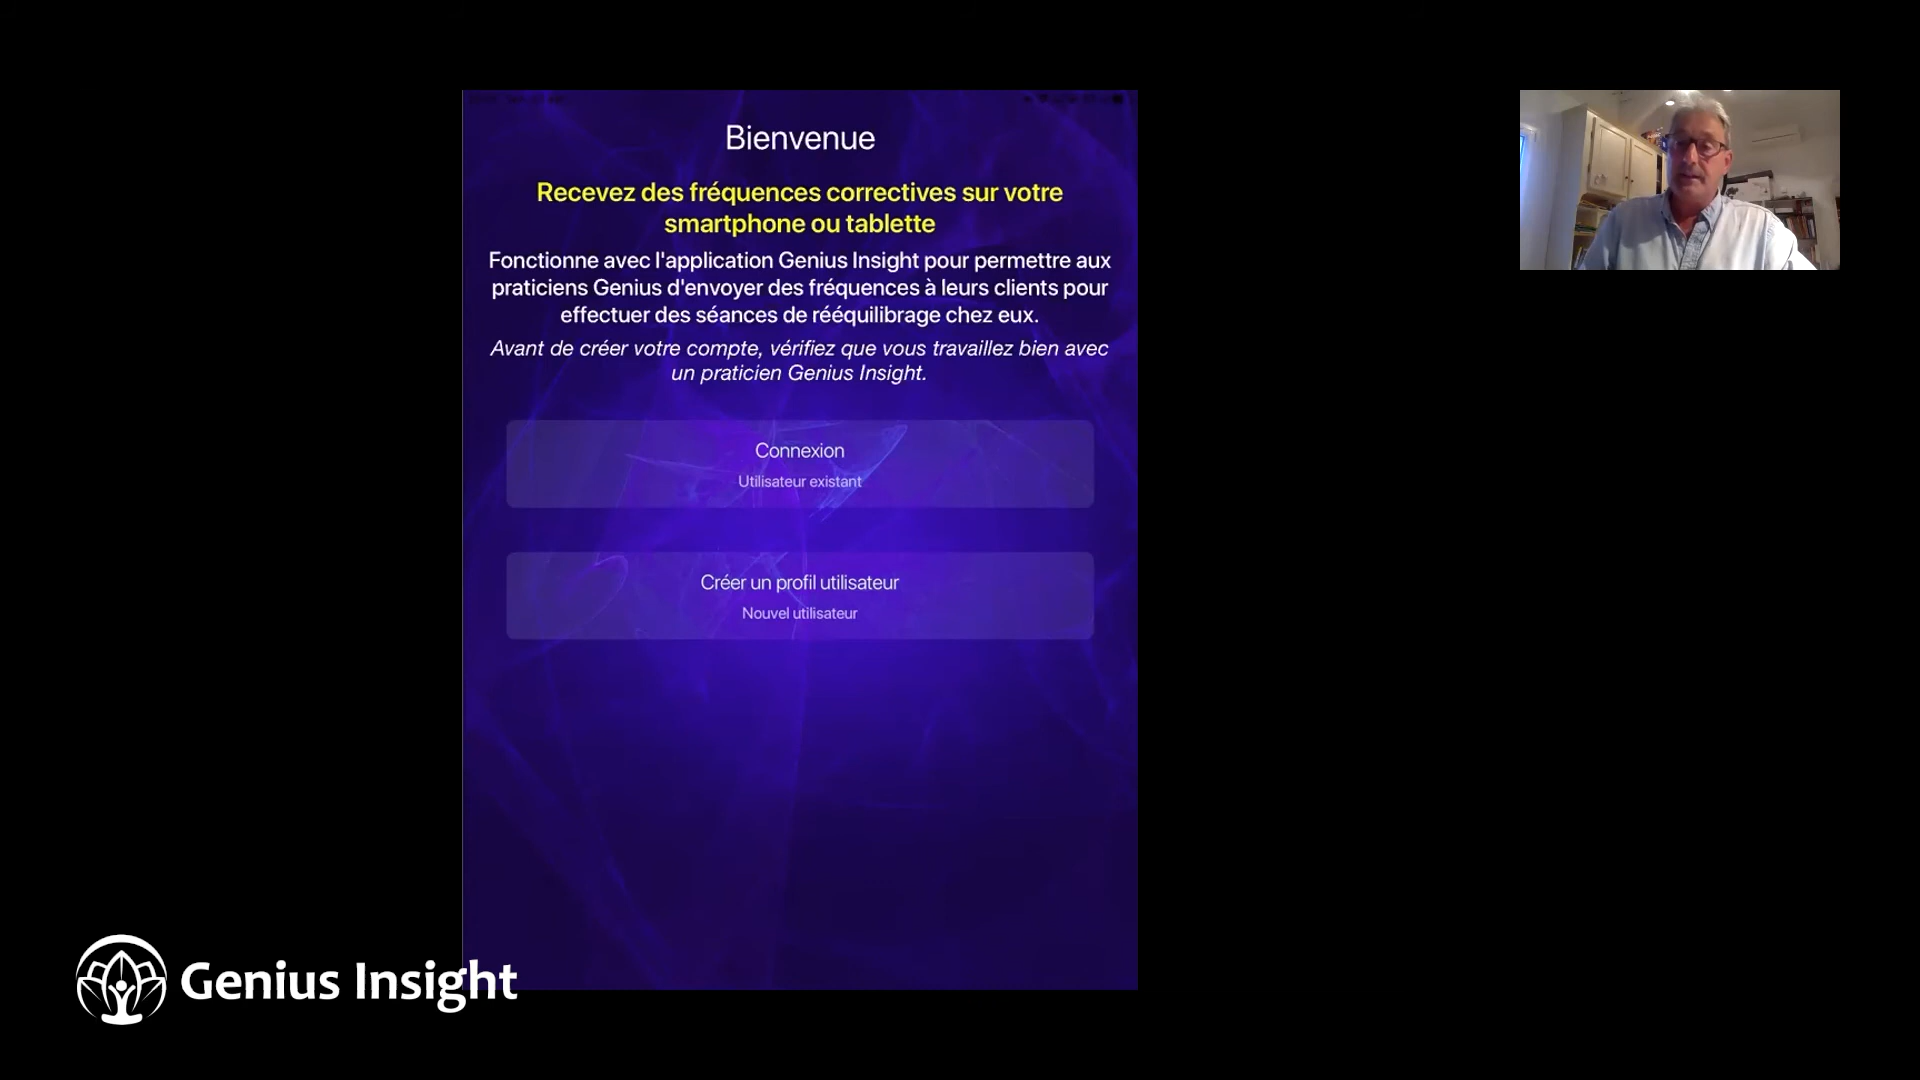 Bienvenue
Recevez des fréquences correctives sur votre
smartphone ou tablette
Fonctionne avec l'application Genius Insight pour permettre aux
praticiens Genius d'envoyer des fréquences à leurs clients pour
effectuer des séances de rééquilibrage chez eux.
Avant de créer votre compte, vérifiez que vous travaillez bien avec
un praticien Genius Insight.
Connexion
Utilisateur existant
Créer un profil utilisateur
Nouvel utilisateur
Genius Insight